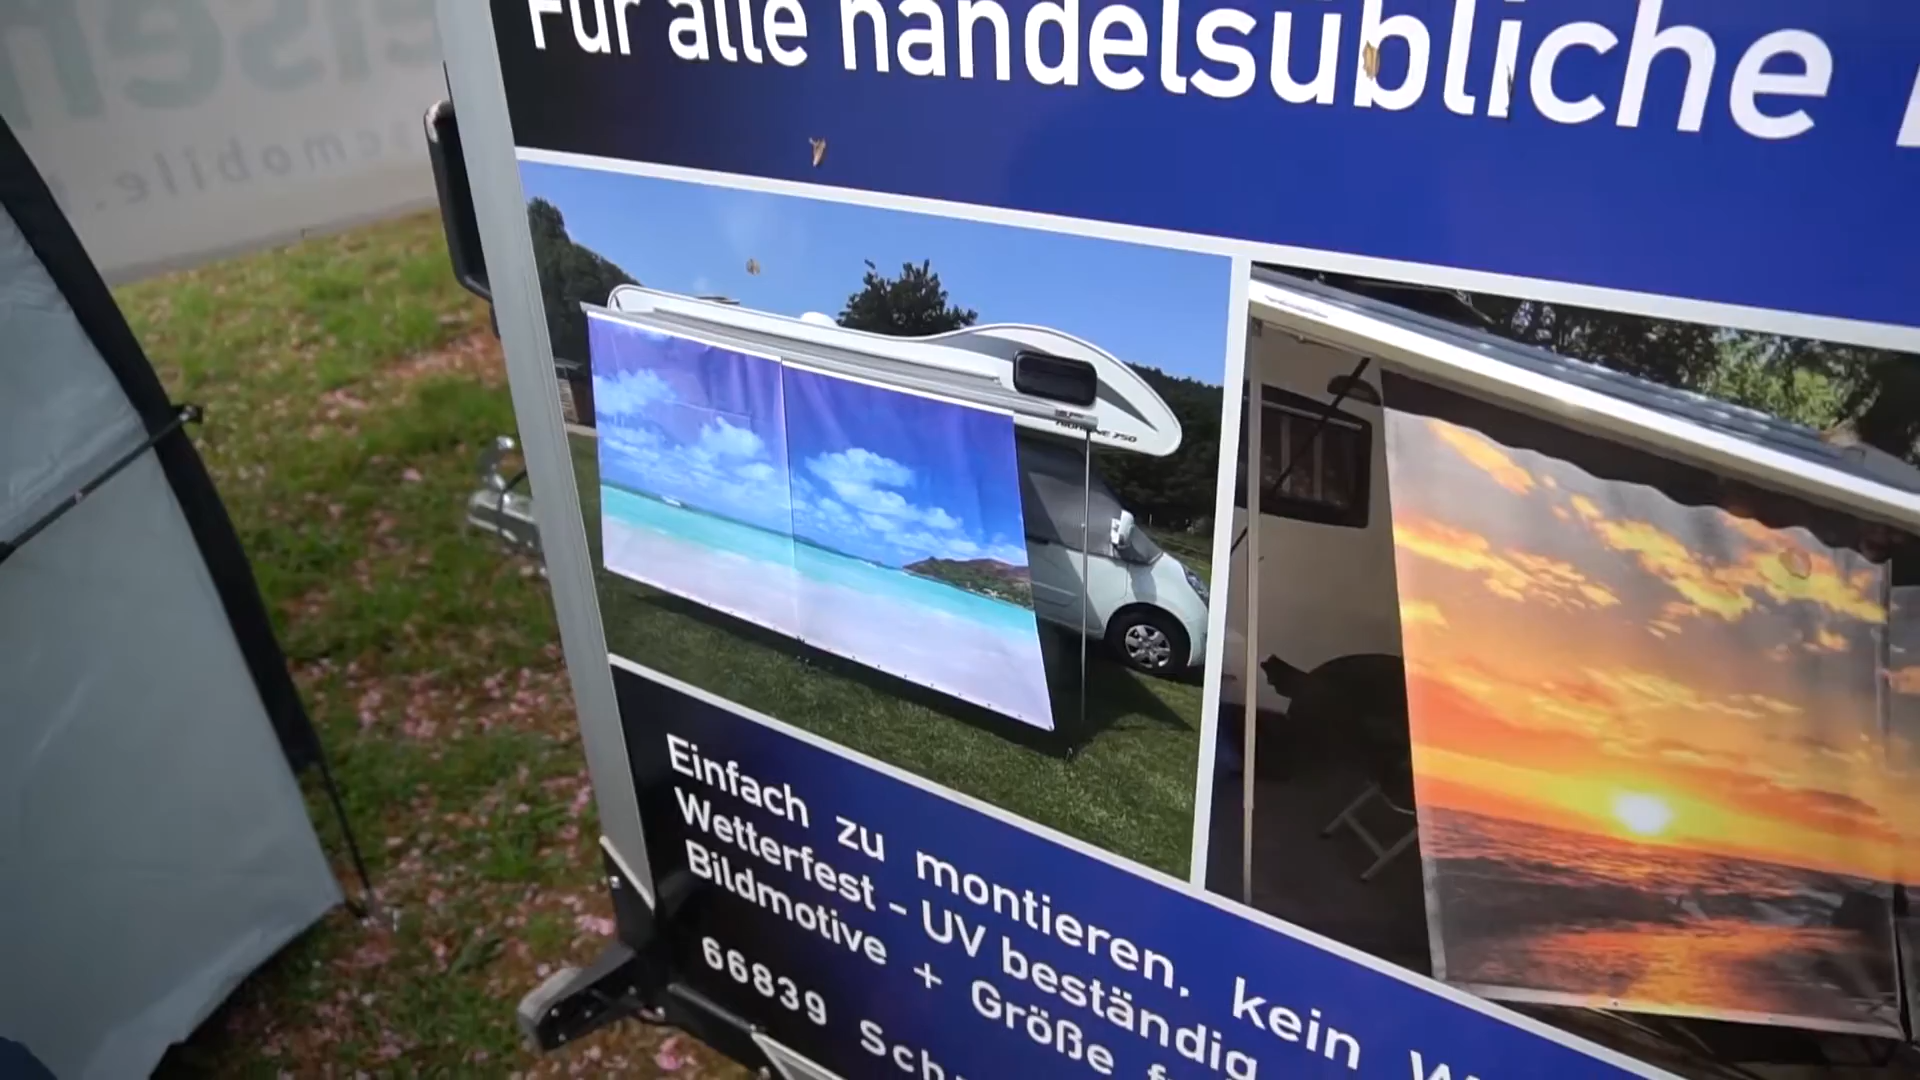 Für alle handelsübliche
Einfach zu montieren, kein
Wetterfest - UV beständig
Bildmotive + Größe
66839